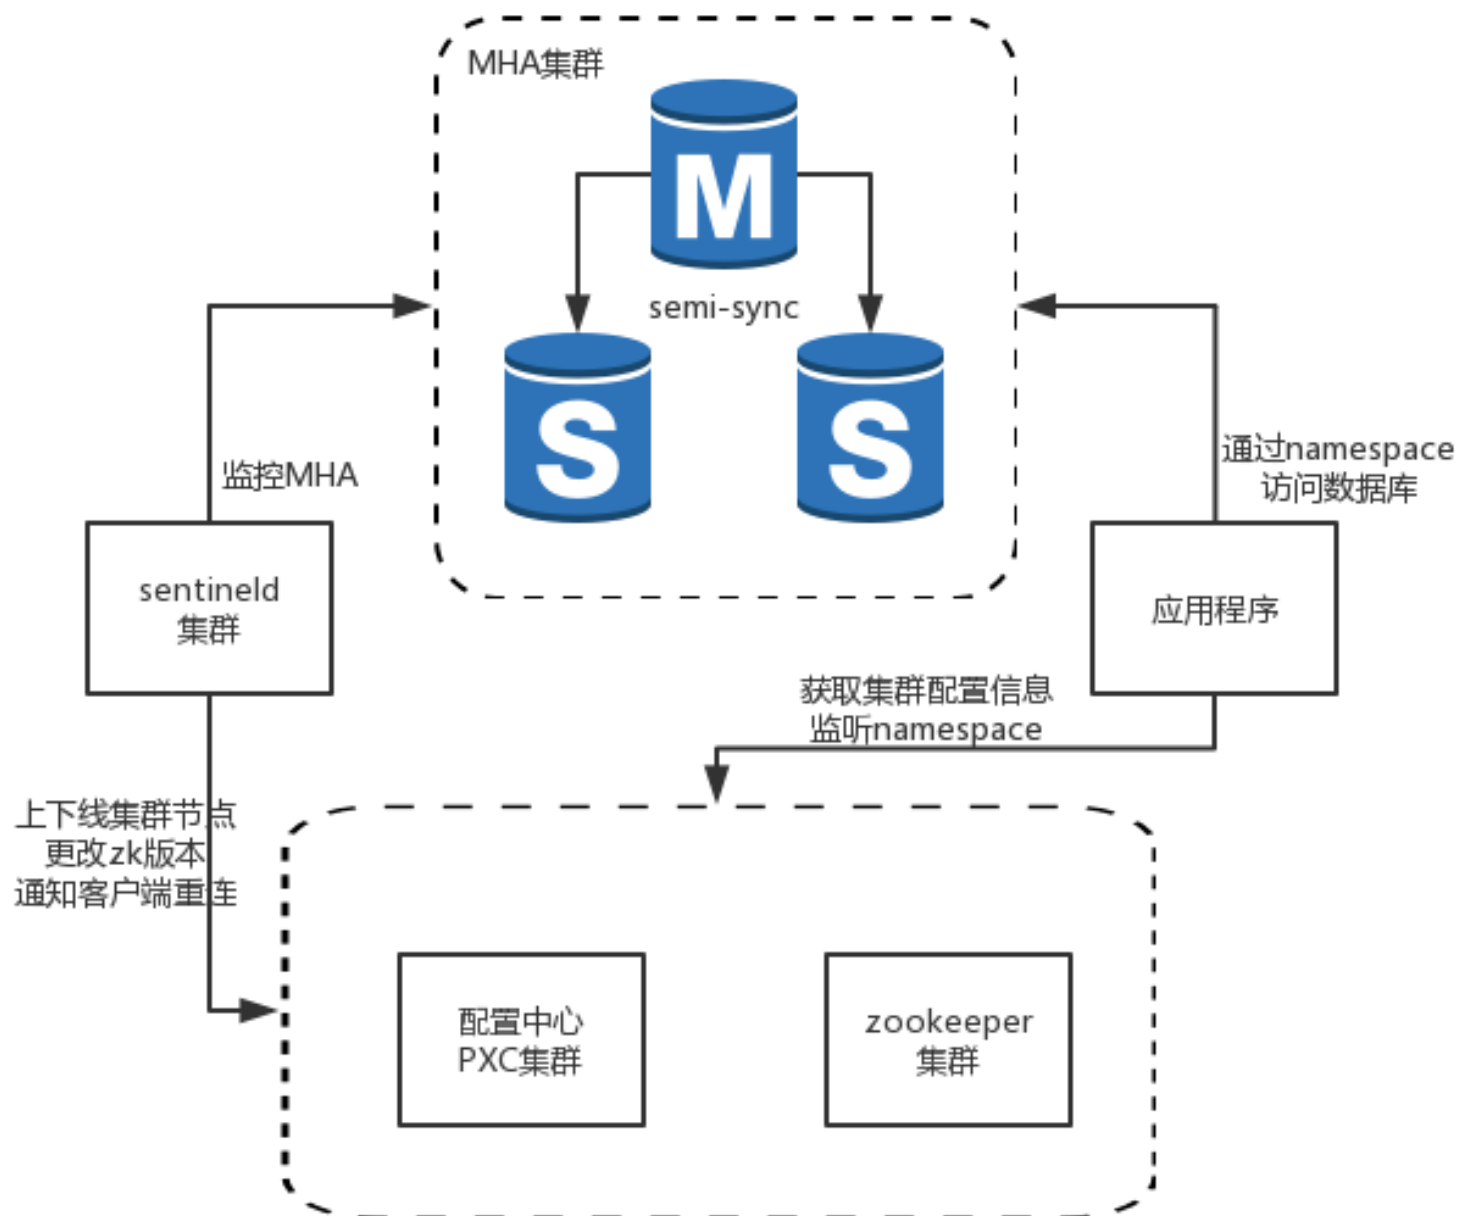 MHA集群
M
semi-sync
S
S
监控MHA
通过namespace
访问数据库
sentineld
集群
应用程序
获取集群配置信息
监听namespace
上下线集群节点
更改zk版本
通知客户端重连
配置中心
PXC集群
zookeeper
集群